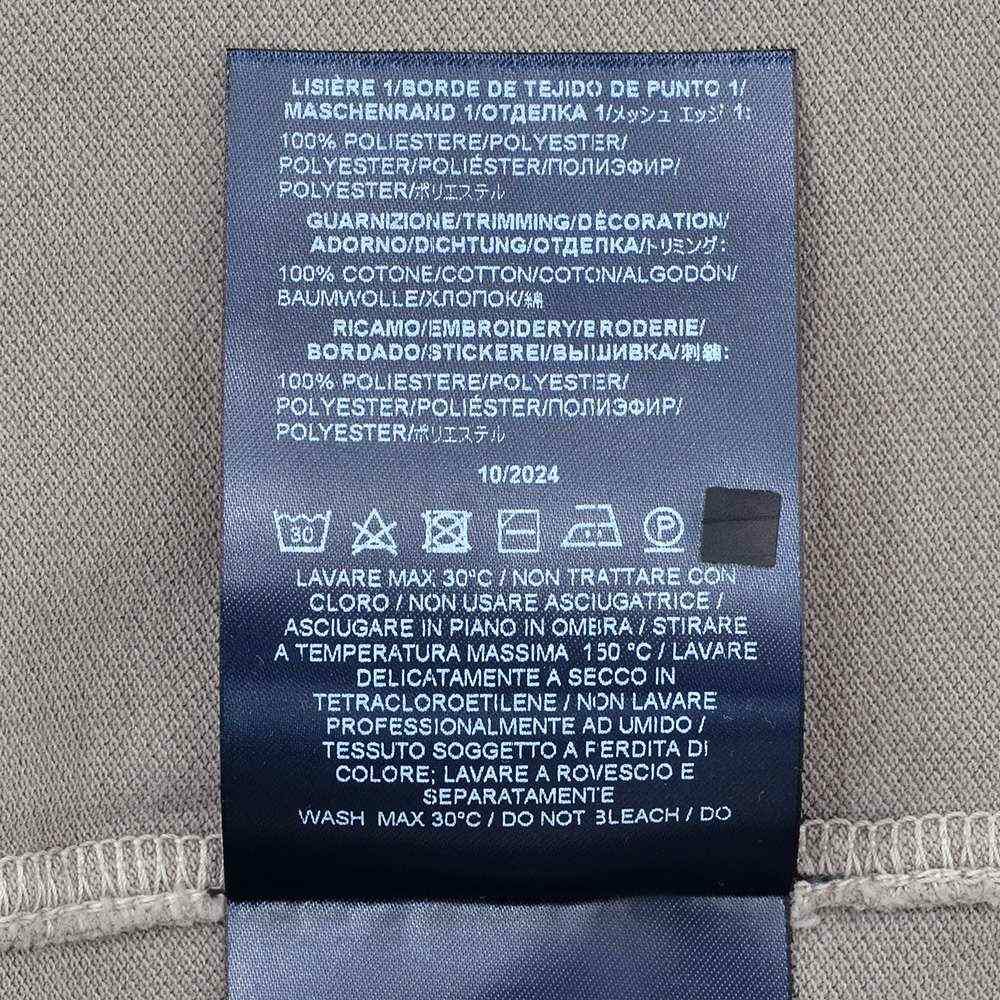 LISIÈRE 1/BORDE DE TEJIDO DE PUNTO 1/
MASCHENRAND 1/ОТДЕЛКА 1/メッシュ エッジ 1:
100% POLIESTERE/POLYESTER/
POLYESTER/POLIÉSTER/ПОЛИЭФИР/
POLYESTER/ポリエステル
GUARNIZIONE/TRIMMING/DÉCORATION/
ADORNO/DICHTUNG/ОТДЕЛКА/トリミング:
100% COTONE/COTTON/COTON/ALGODÓN/
BAUMWOLLE/ХЛОПОК/綿
RICAMO/EMBROIDERY/BRODERIE/
BORDADO/STICKEREI/ВЫШИВКА/刺繍:
100% POLIESTERE/POLYESTER/
POLYESTER/POLIÉSTER/ПОЛИЭФИР/
POLYESTER/ポリエステル
10/2024
30 P
LAVARE MAX 30°C / NON TRATTARE CON
CLORO / NON USARE ASCIUGATRICE /
ASCIUGARE IN PIANO IN OMBRA / STIRARE
A TEMPERATURA MASSIMA 150 °C / LAVARE
DELICATAMENTE A SECCO IN
TETRACLOROETILENE / NON LAVARE
PROFESSIONALMENTE AD UMIDO /
TESSUTO SOGGETTO A PERDITA DI
COLORE; LAVARE A ROVESCIO E
SEPARATAMENTE
WASH MAX 30°C / DO NOT BLEACH / DO